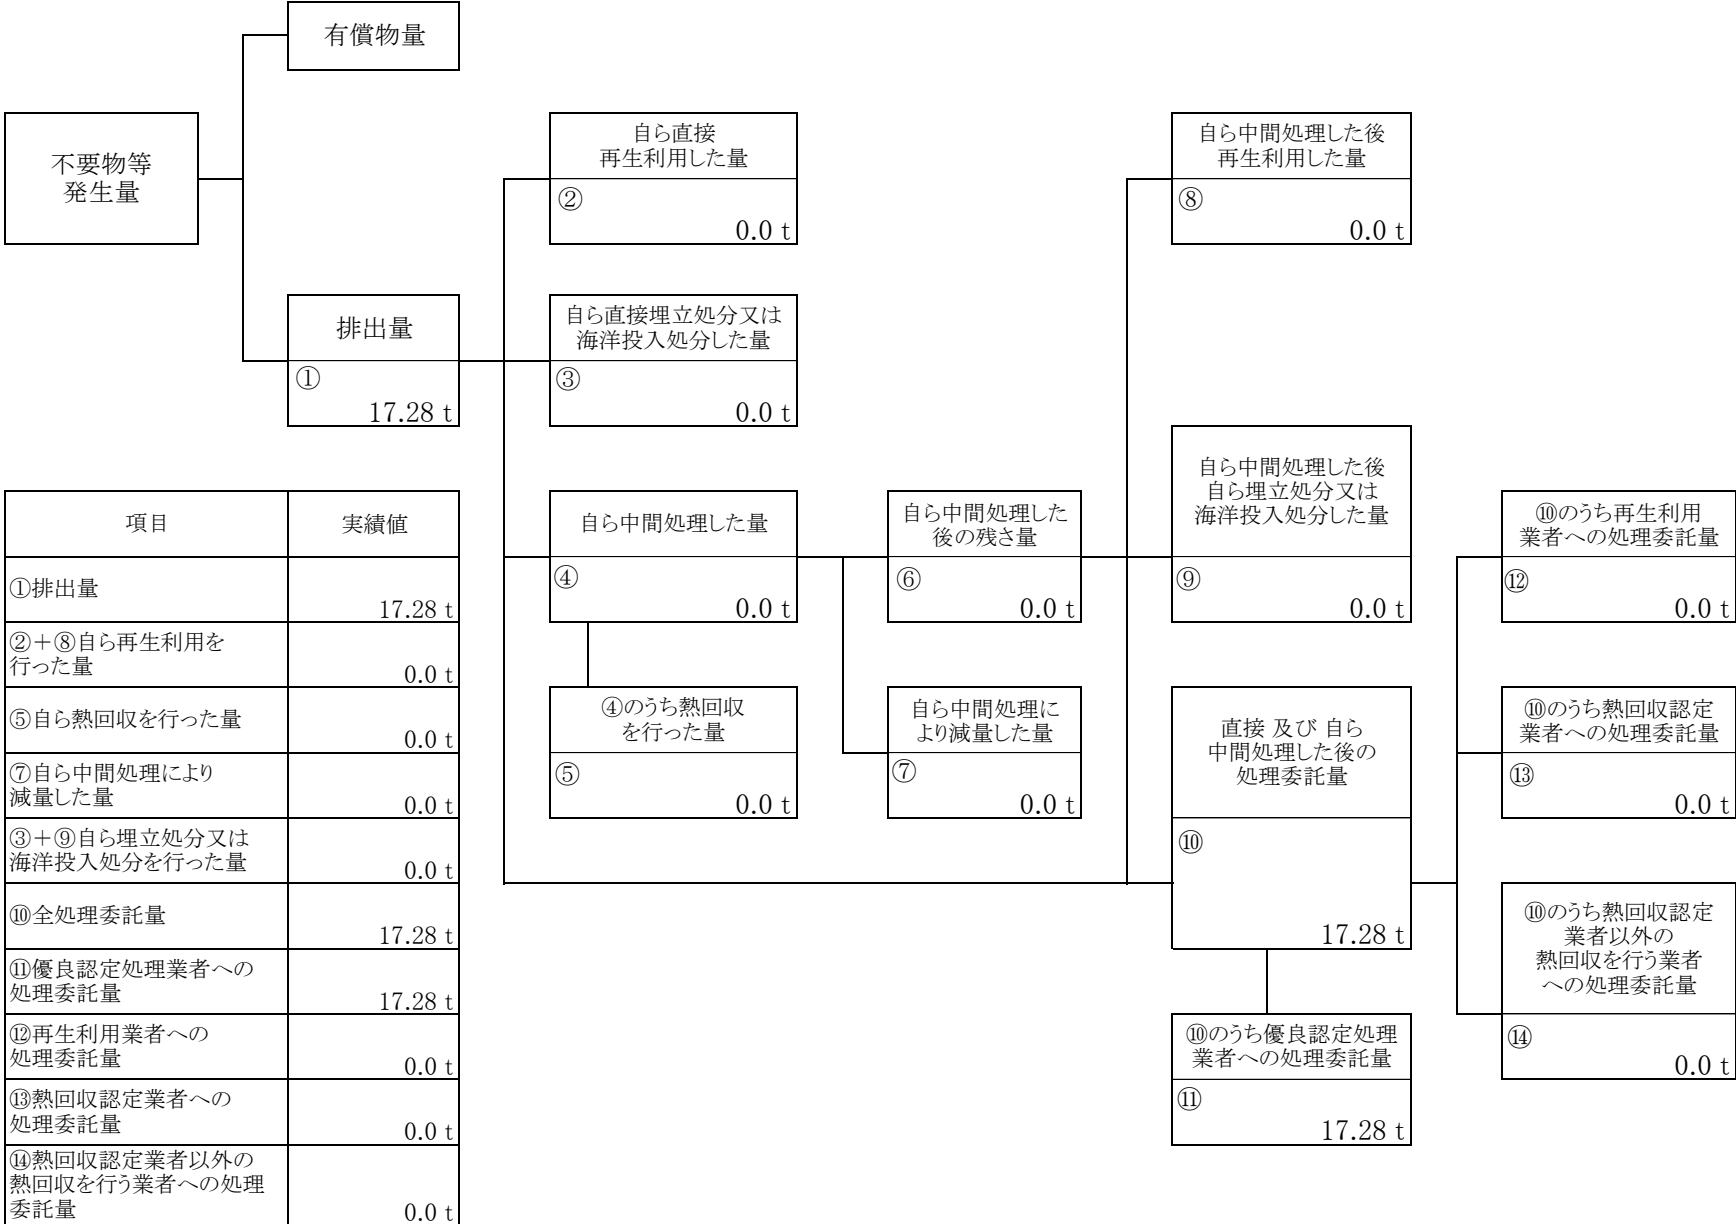 有償物量
不要物等
発生量
自ら直接
再生利用した量
②
0.0 t
自ら中間処理した後
再生利用した量
⑧
0.0 t
排出量
①
17.28 t
自ら直接埋立処分又は
海洋投入処分した量
③
0.0 t
自ら中間処理した量
④
0.0 t
自ら中間処理した
後の残さ量
⑥
0.0 t
自ら中間処理した後
自ら埋立処分又は
海洋投入処分した量
⑨
0.0 t
⑩のうち再生利用
業者への処理委託量
⑫
0.0 t
④のうち熱回収
を行った量
⑤
0.0 t
自ら中間処理に
より減量した量
⑦
0.0 t
直接 及び 自ら
中間処理した後の
処理委託量
⑩
17.28 t
⑩のうち熱回収認定
業者への処理委託量
⑬
0.0 t
⑩のうち熱回収認定
業者以外の
熱回収を行う業者
への処理委託量
⑭
0.0 t
⑩のうち優良認定処理
業者への処理委託量
⑪
17.28 t
項目
実績値
①排出量
17.28 t
②＋⑧自ら再生利用を
行った量
0.0 t
⑤自ら熱回収を行った量
0.0 t
⑦自ら中間処理により
減量した量
0.0 t
③＋⑨自ら埋立処分又は
海洋投入処分を行った量
0.0 t
⑩全処理委託量
17.28 t
⑪優良認定処理業者への
処理委託量
17.28 t
⑫再生利用業者への
処理委託量
0.0 t
⑬熱回収認定業者への
処理委託量
0.0 t
⑭熱回収認定業者以外の
熱回収を行う業者への処理
委託量
0.0 t